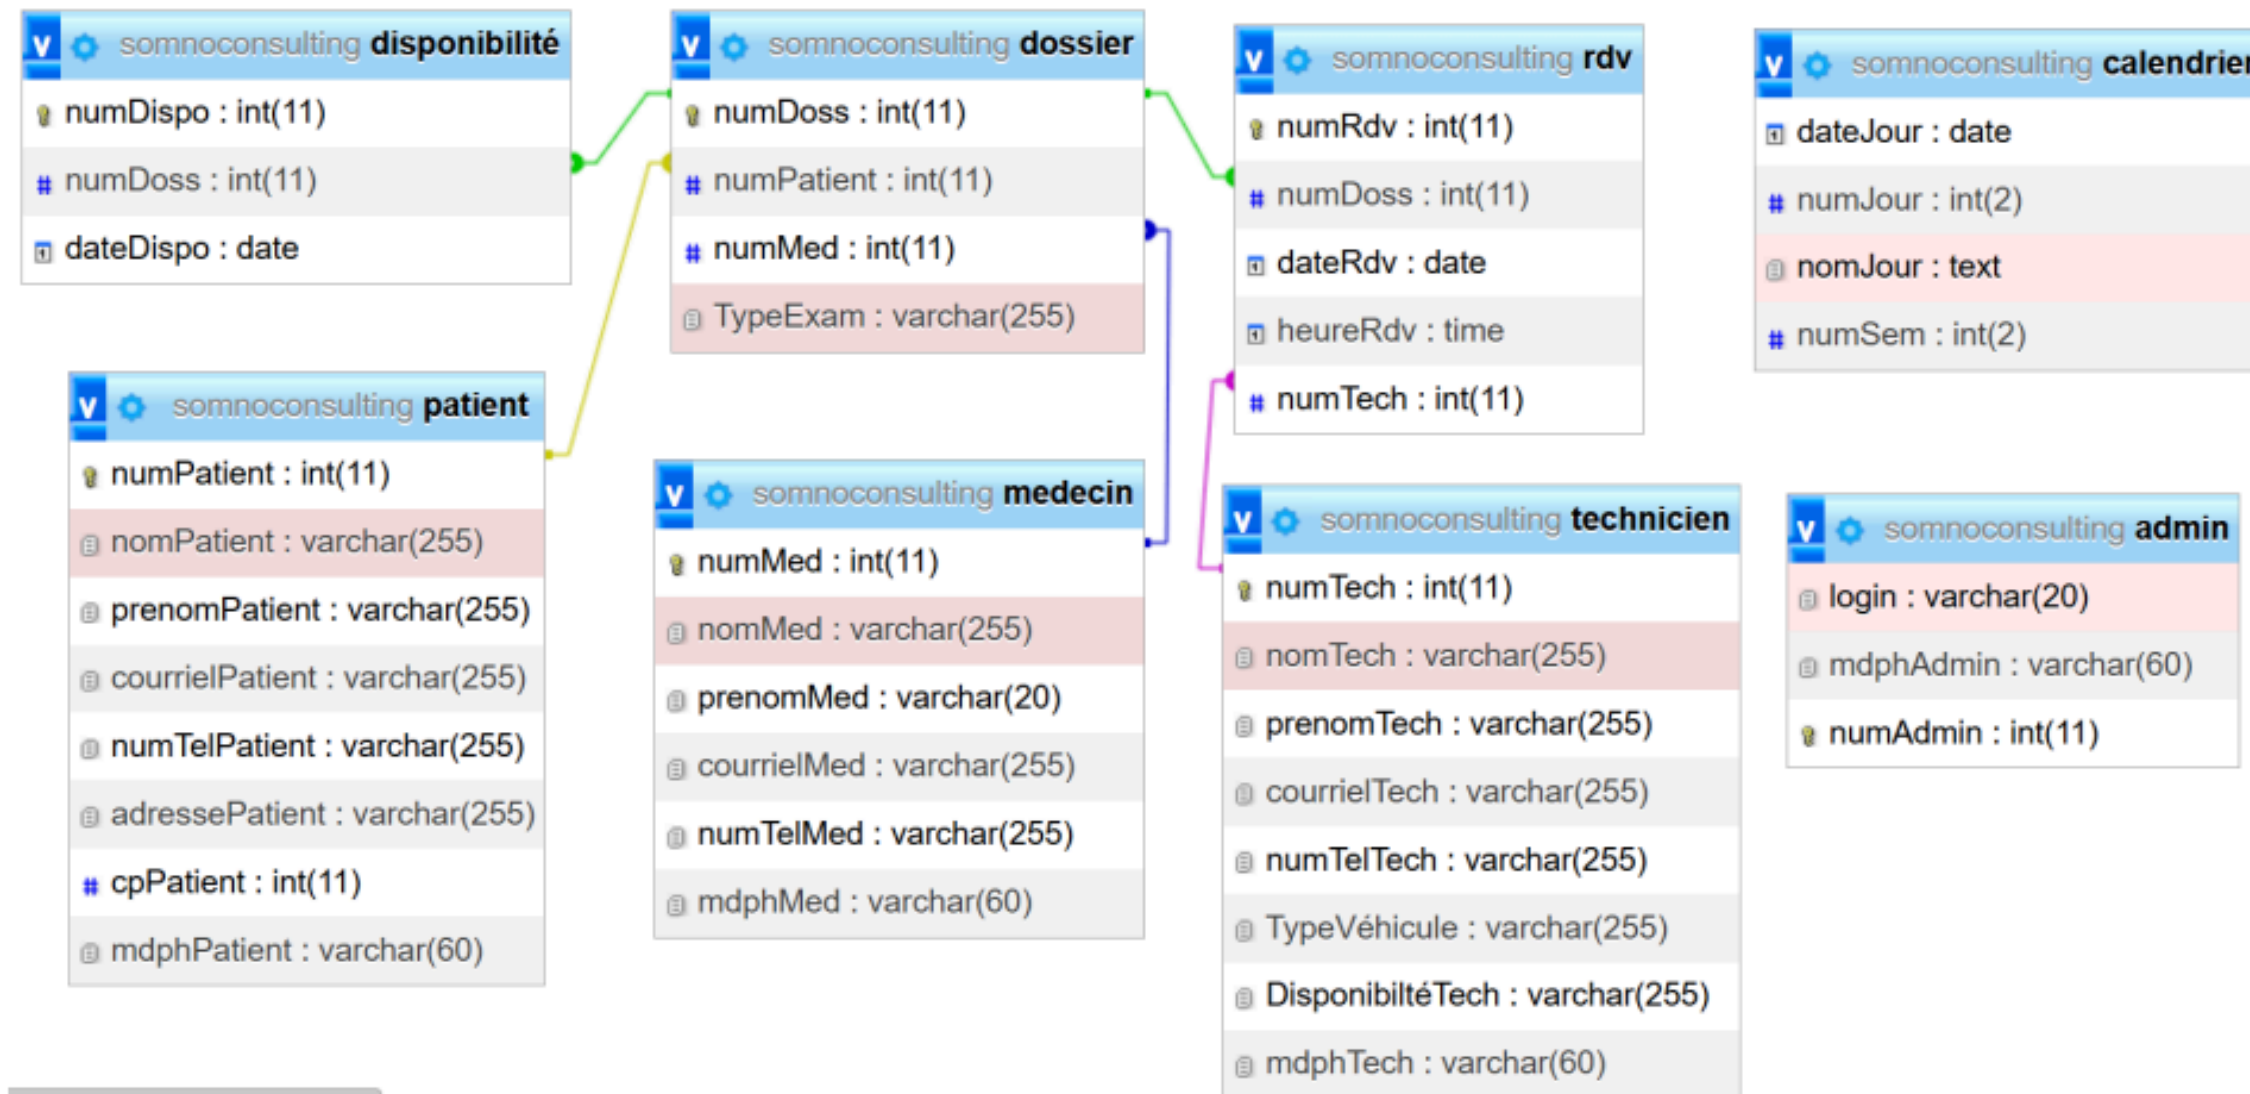 somnoconsulting disponibilité
numDispo : int(11)
numDoss : int(11)
dateDispo : date
somnoconsulting dossier
numDoss : int(11)
numPatient : int(11)
numMed : int(11)
TypeExam : varchar(255)
somnoconsulting rdv
numRdv : int(11)
numDoss : int(11)
dateRdv : date
heureRdv : time
numTech : int(11)
somnoconsulting calendrier
dateJour : date
numJour : int(2)
nomJour : text
numSem : int(2)
somnoconsulting patient
numPatient : int(11)
nomPatient : varchar(255)
prenomPatient : varchar(255)
courrielPatient : varchar(255)
numTelPatient : varchar(255)
adressePatient : varchar(255)
cpPatient : int(11)
mdphPatient : varchar(60)
somnoconsulting medecin
numMed : int(11)
nomMed : varchar(255)
prenomMed : varchar(20)
courrielMed : varchar(255)
numTelMed : varchar(255)
mdphMed : varchar(60)
somnoconsulting technicien
numTech : int(11)
nomTech : varchar(255)
prenomTech : varchar(255)
courrielTech : varchar(255)
numTelTech : varchar(255)
TypeVéhicule : varchar(255)
DisponibiltéTech : varchar(255)
mdphTech : varchar(60)
somnoconsulting admin
login : varchar(20)
mdphAdmin : varchar(60)
numAdmin : int(11)